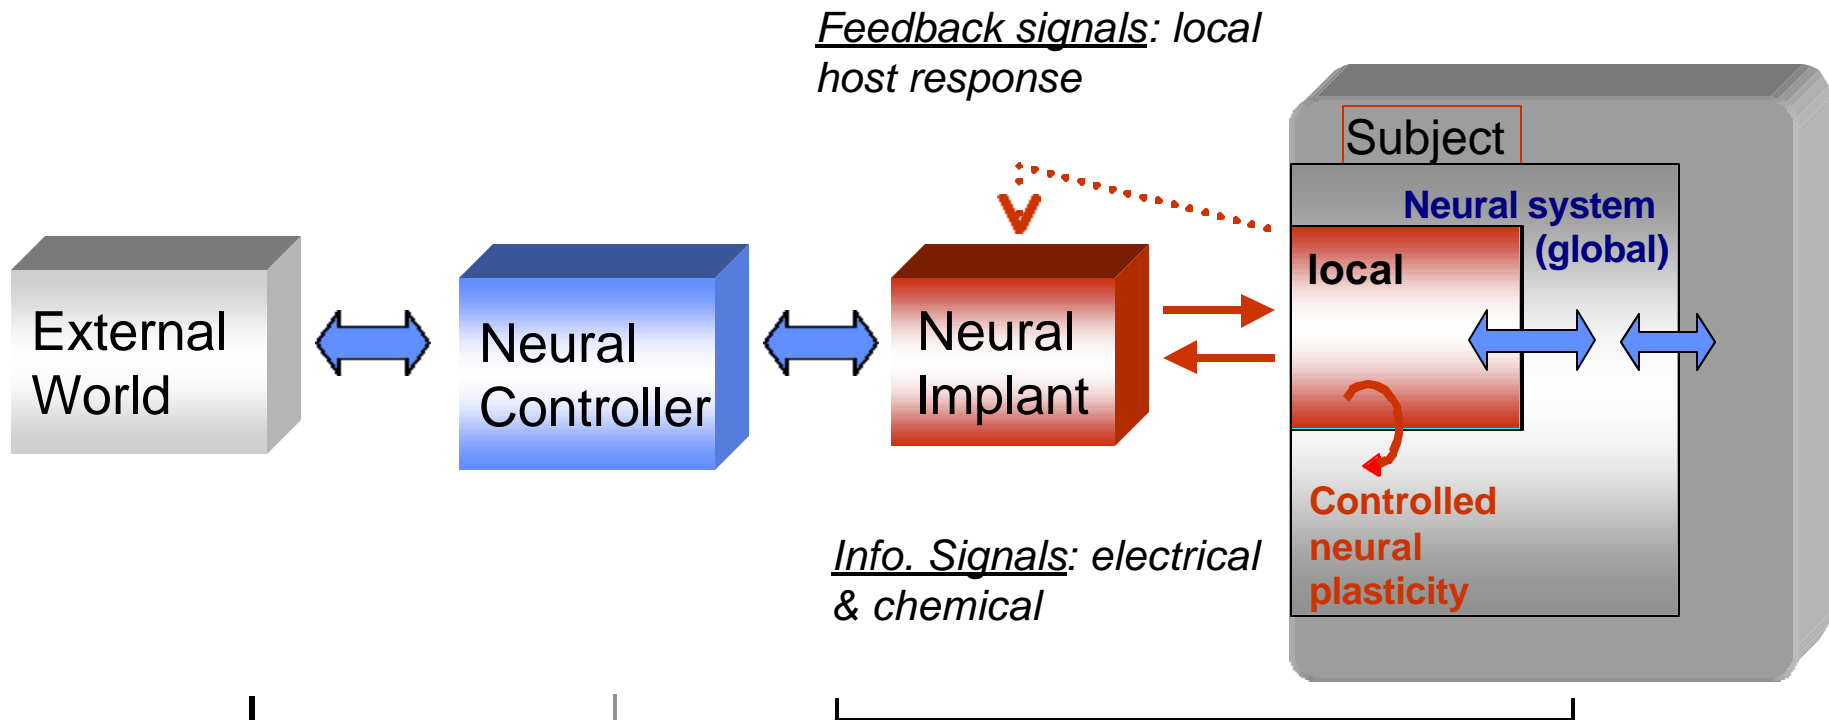 Feedback signals: local
host response
Subject
Neural system
(global)
local
External
World
Neural
Controller
Neural
Implant
Controlled
neural
plasticity
Info. Signals: electrical
& chemical